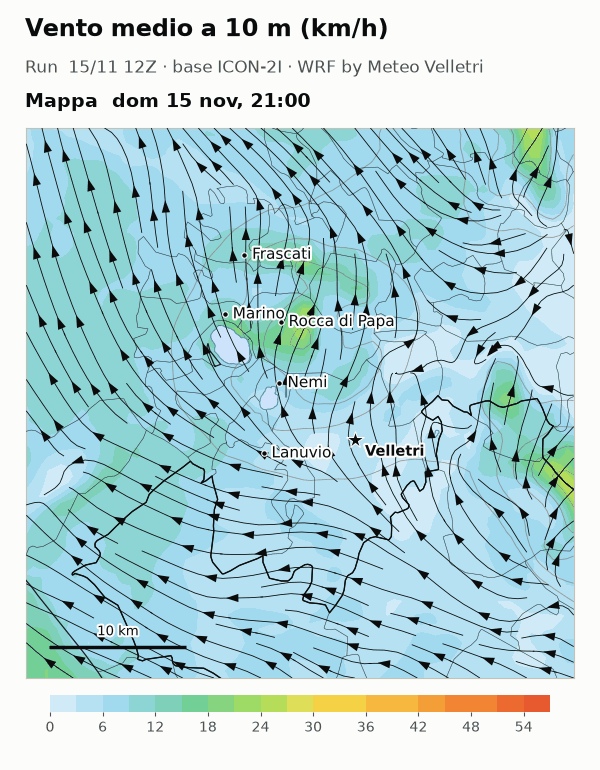 Vento medio a 10 m (km/h)
Run  15/11 12Z · base ICON-2I · WRF by Meteo Velletri
Mappa  dom 15 nov, 21:00
Frascati
Marino
Rocca di Papa
Nemi
Lanuvio
Velletri
10 km
0 6 12 18 24 30 36 42 48 54